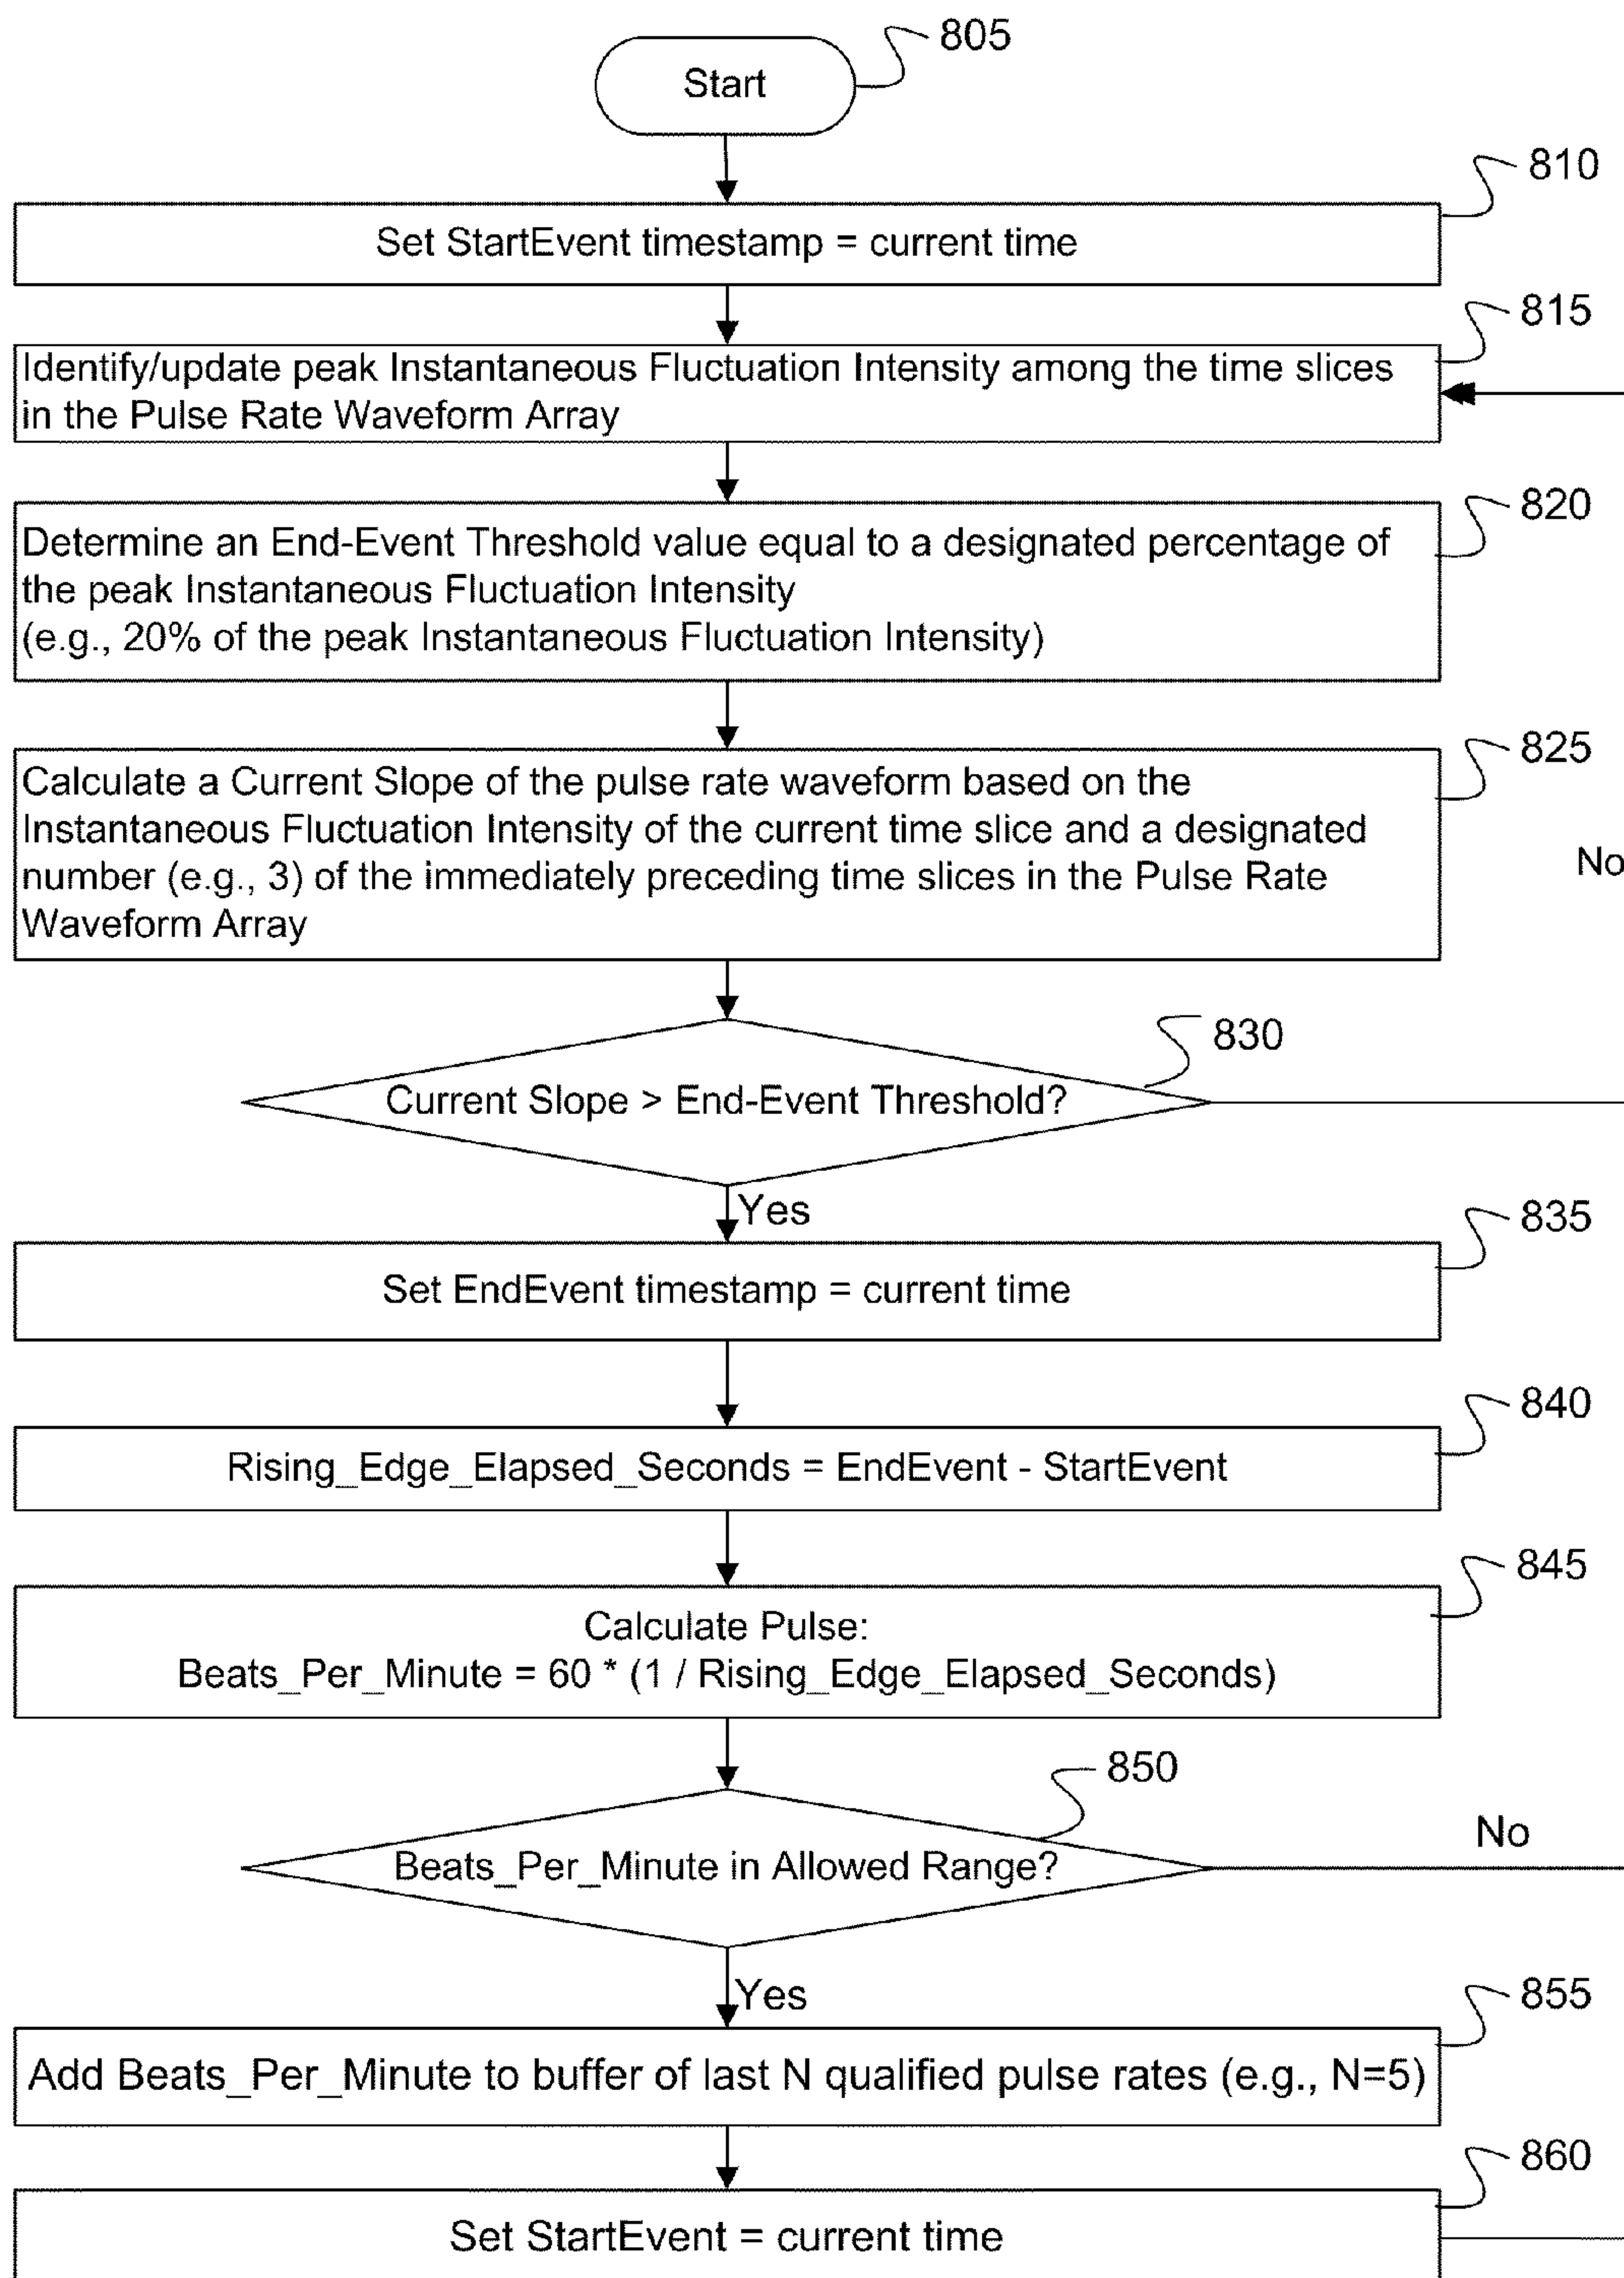 805
Start
810
Set StartEvent timestamp = current time
815
Identify/update peak Instantaneous Fluctuation Intensity among the time slices
in the Pulse Rate Waveform Array
820
Determine an End-Event Threshold value equal to a designated percentage of
the peak Instantaneous Fluctuation Intensity
(e.g., 20% of the peak Instantaneous Fluctuation Intensity)
825
Calculate a Current Slope of the pulse rate waveform based on the
Instantaneous Fluctuation Intensity of the current time slice and a designated
number (e.g., 3) of the immediately preceding time slices in the Pulse Rate
Waveform Array
No
830
Current Slope > End-Event Threshold?
Yes
835
Set EndEvent timestamp = current time
840
Rising_Edge_Elapsed_Seconds = EndEvent - StartEvent
845
Calculate Pulse:
Beats_Per_Minute = 60 * (1 / Rising_Edge_Elapsed_Seconds)
850
Beats_Per_Minute in Allowed Range?
No
Yes
855
Add Beats_Per_Minute to buffer of last N qualified pulse rates (e.g., N=5)
860
Set StartEvent = current time